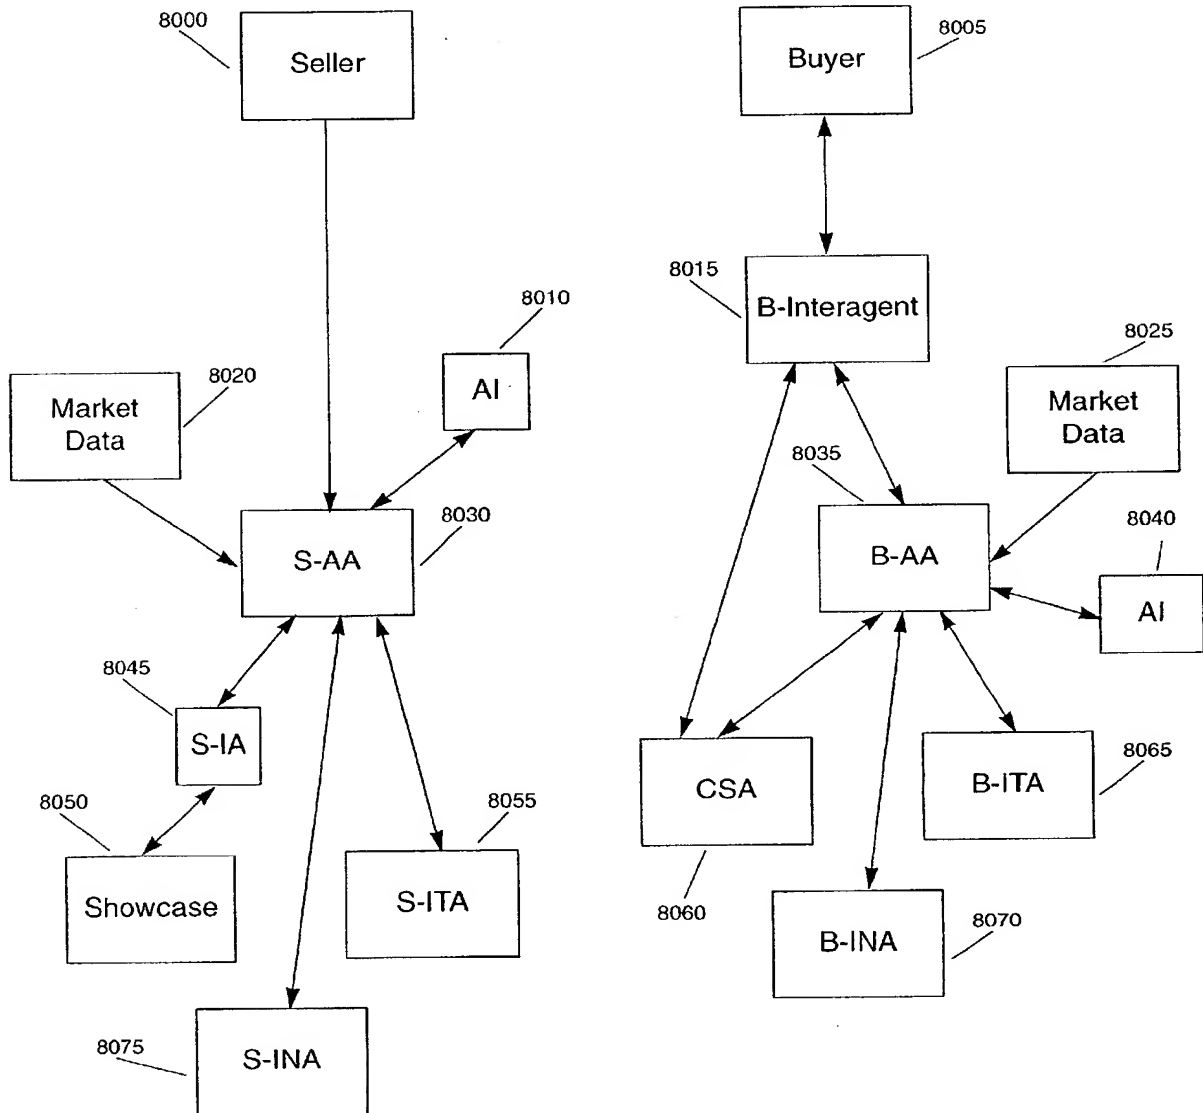 8000
Seller
Buyer
8005
8015
B-Interagent
8010
AI
8020
Market
Data
8025
Market
Data
8035
8030
S-AA
B-AA
8040
AI
8045
S-IA
8050
Showcase
8055
S-ITA
CSA
8060
B-ITA
8065
B-INA
8070
8075
S-INA